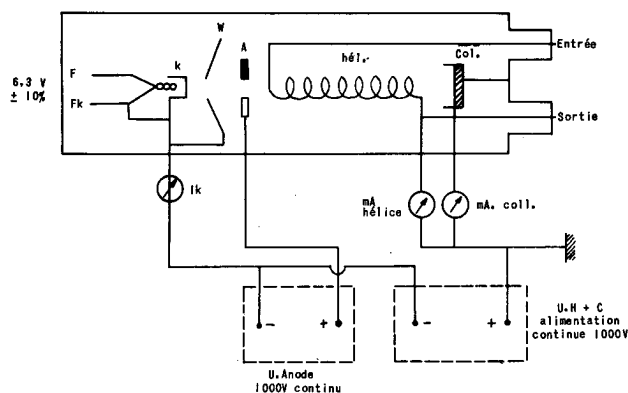 W
A
hél.
Col.
Entrée
k
F
Fk
6,3 V
± 10%
Sortie
Ik
mA
hélice
mA. coll.
- +
- +
U.Anode
1000V continu
U.H + C
alimentation
continue 1000V